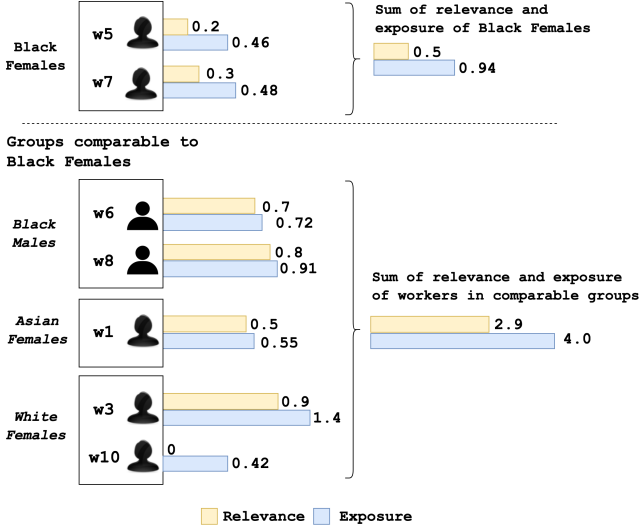 Sum of relevance and
exposure of Black Females
Black
Females
w5
0.2
0.46
w7
0.3
0.48
0.5
0.94
Groups comparable to
Black Females
Black
Males
w6
0.7
0.72
w8
0.8
0.91
Asian
Females
w1
0.5
0.55
White
Females
w3
0.9
1.4
w10
0
0.42
Sum of relevance and exposure
of workers in comparable groups
2.9
4.0
Relevance
Exposure